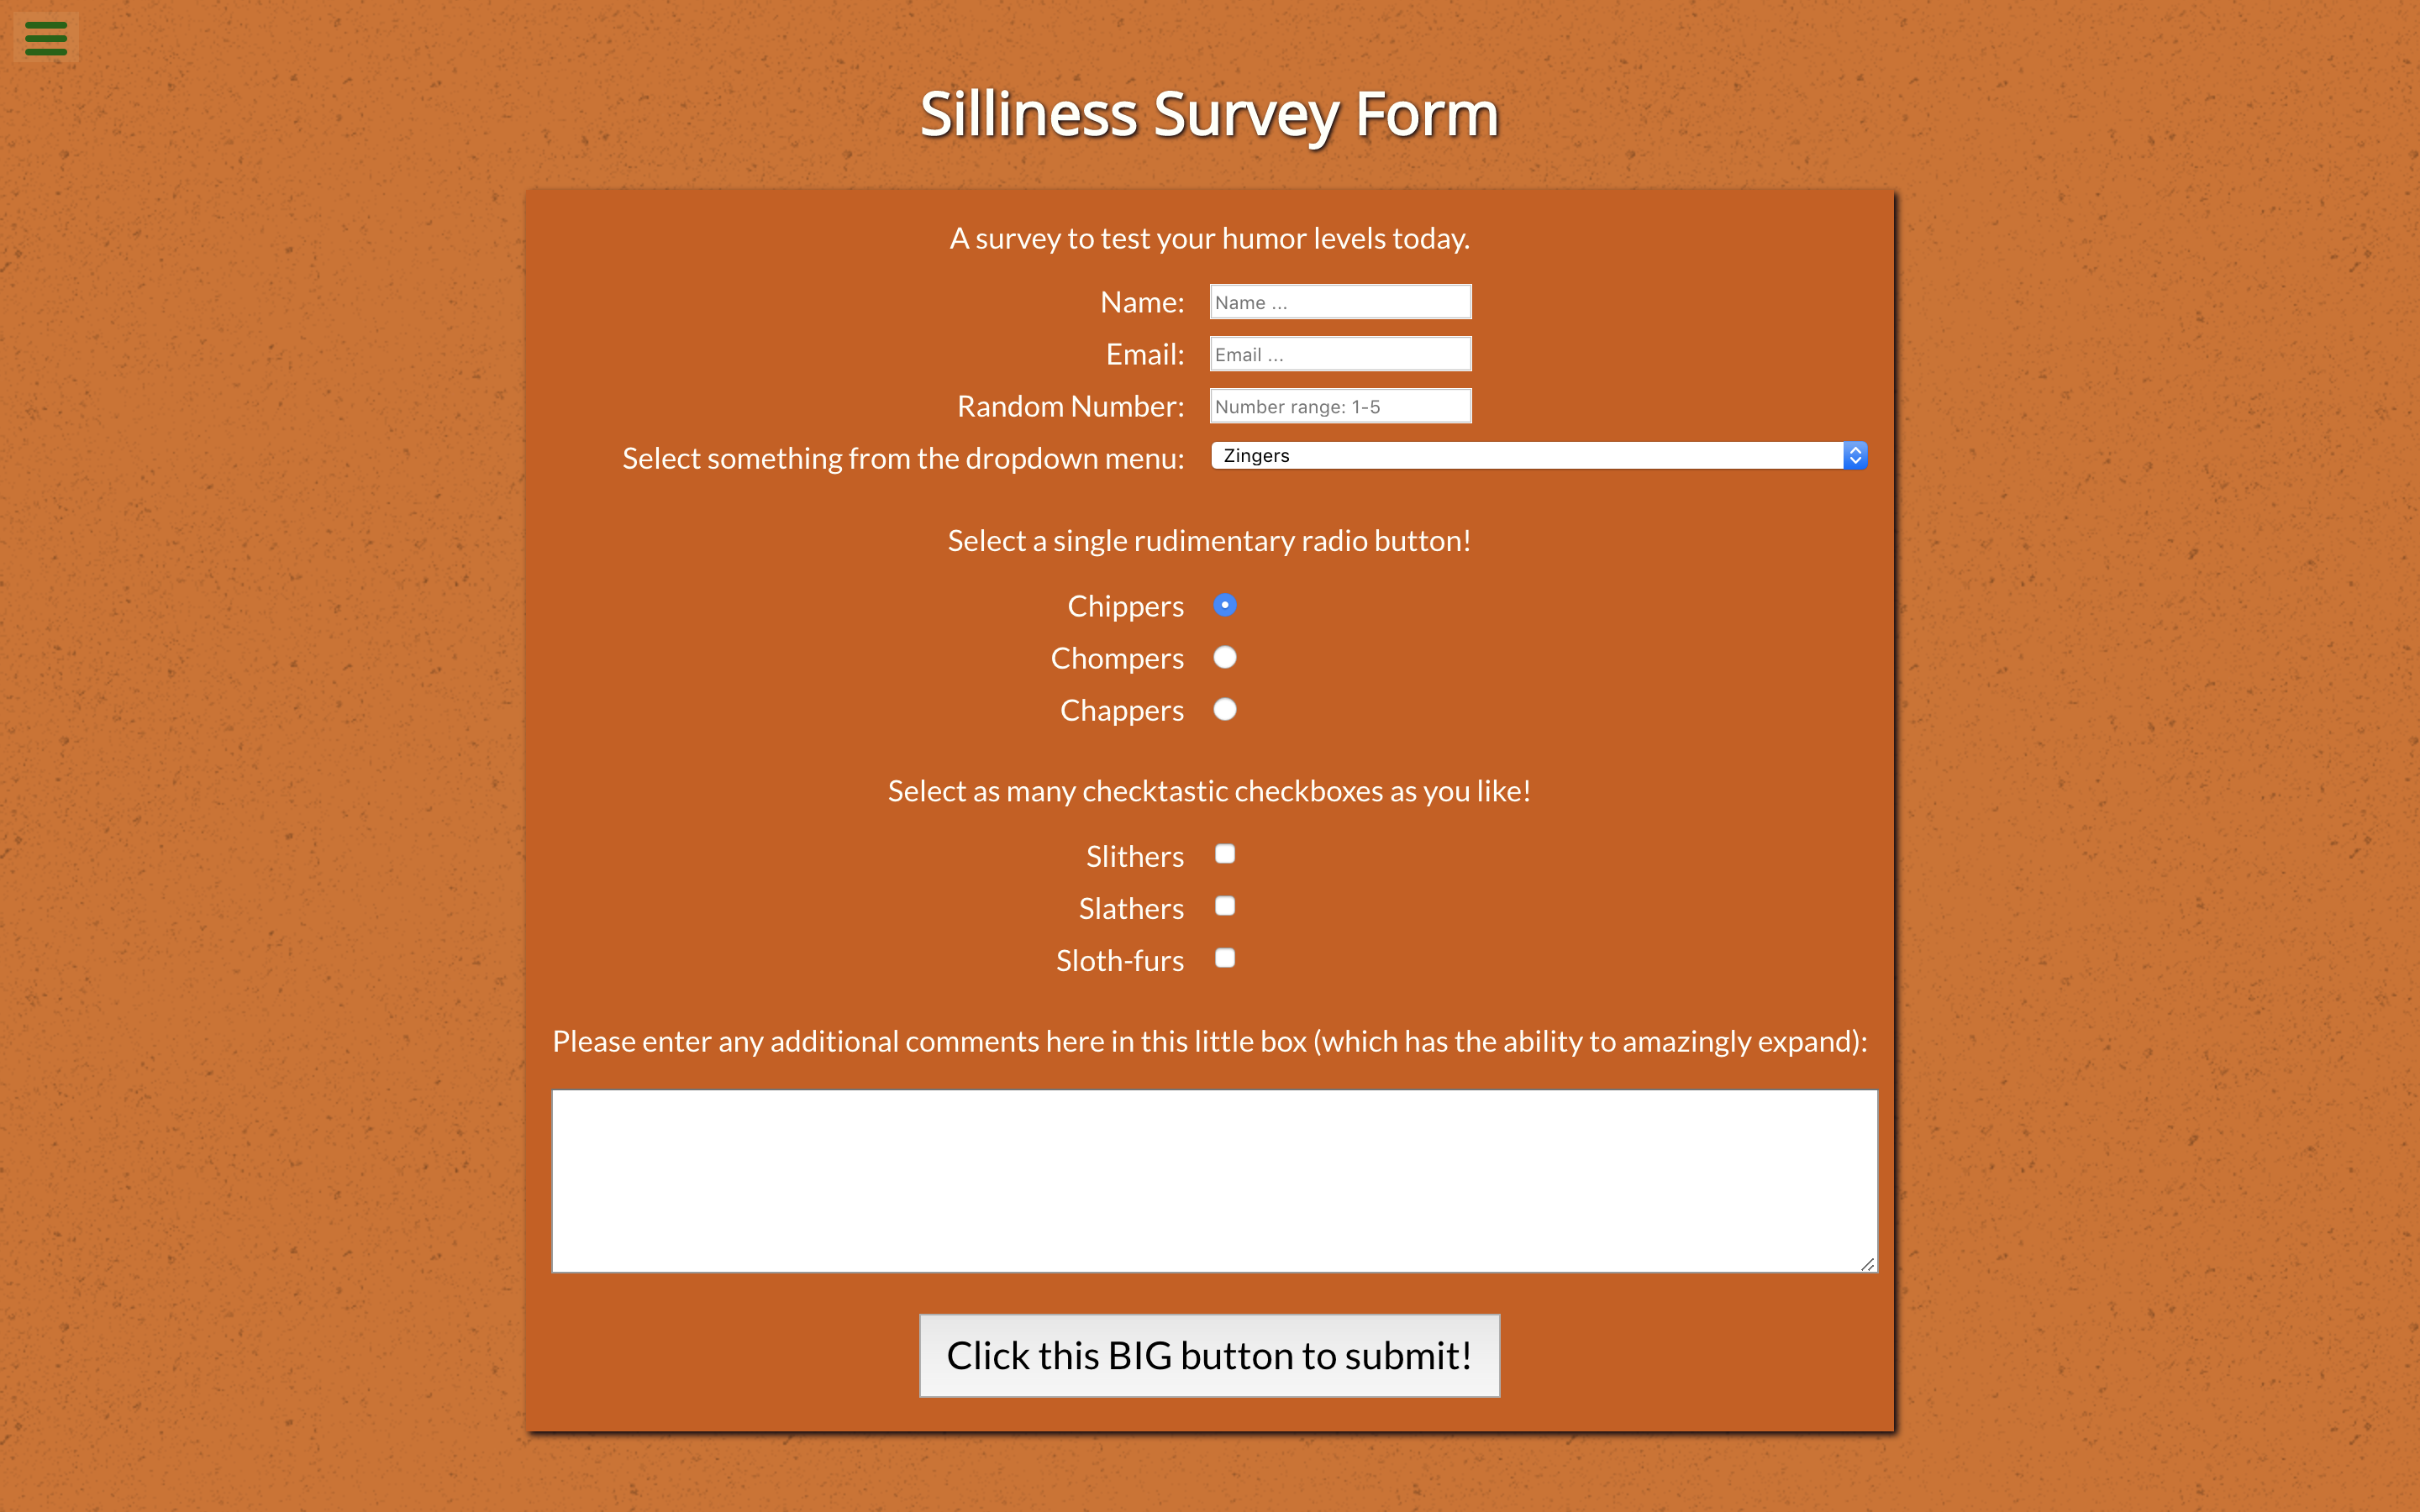 Silliness Survey Form
A survey to test your humor levels today.
Name: Name ...
Email: Email ...
Random Number: Number range: 1-5
Select something from the dropdown menu: Zingers
Select a single rudimentary radio button!
Chippers
Chompers
Chappers
Select as many checktastic checkboxes as you like!
Slithers
Slathers
Sloth-furs
Please enter any additional comments here in this little box (which has the ability to amazingly expand):
Click this BIG button to submit!